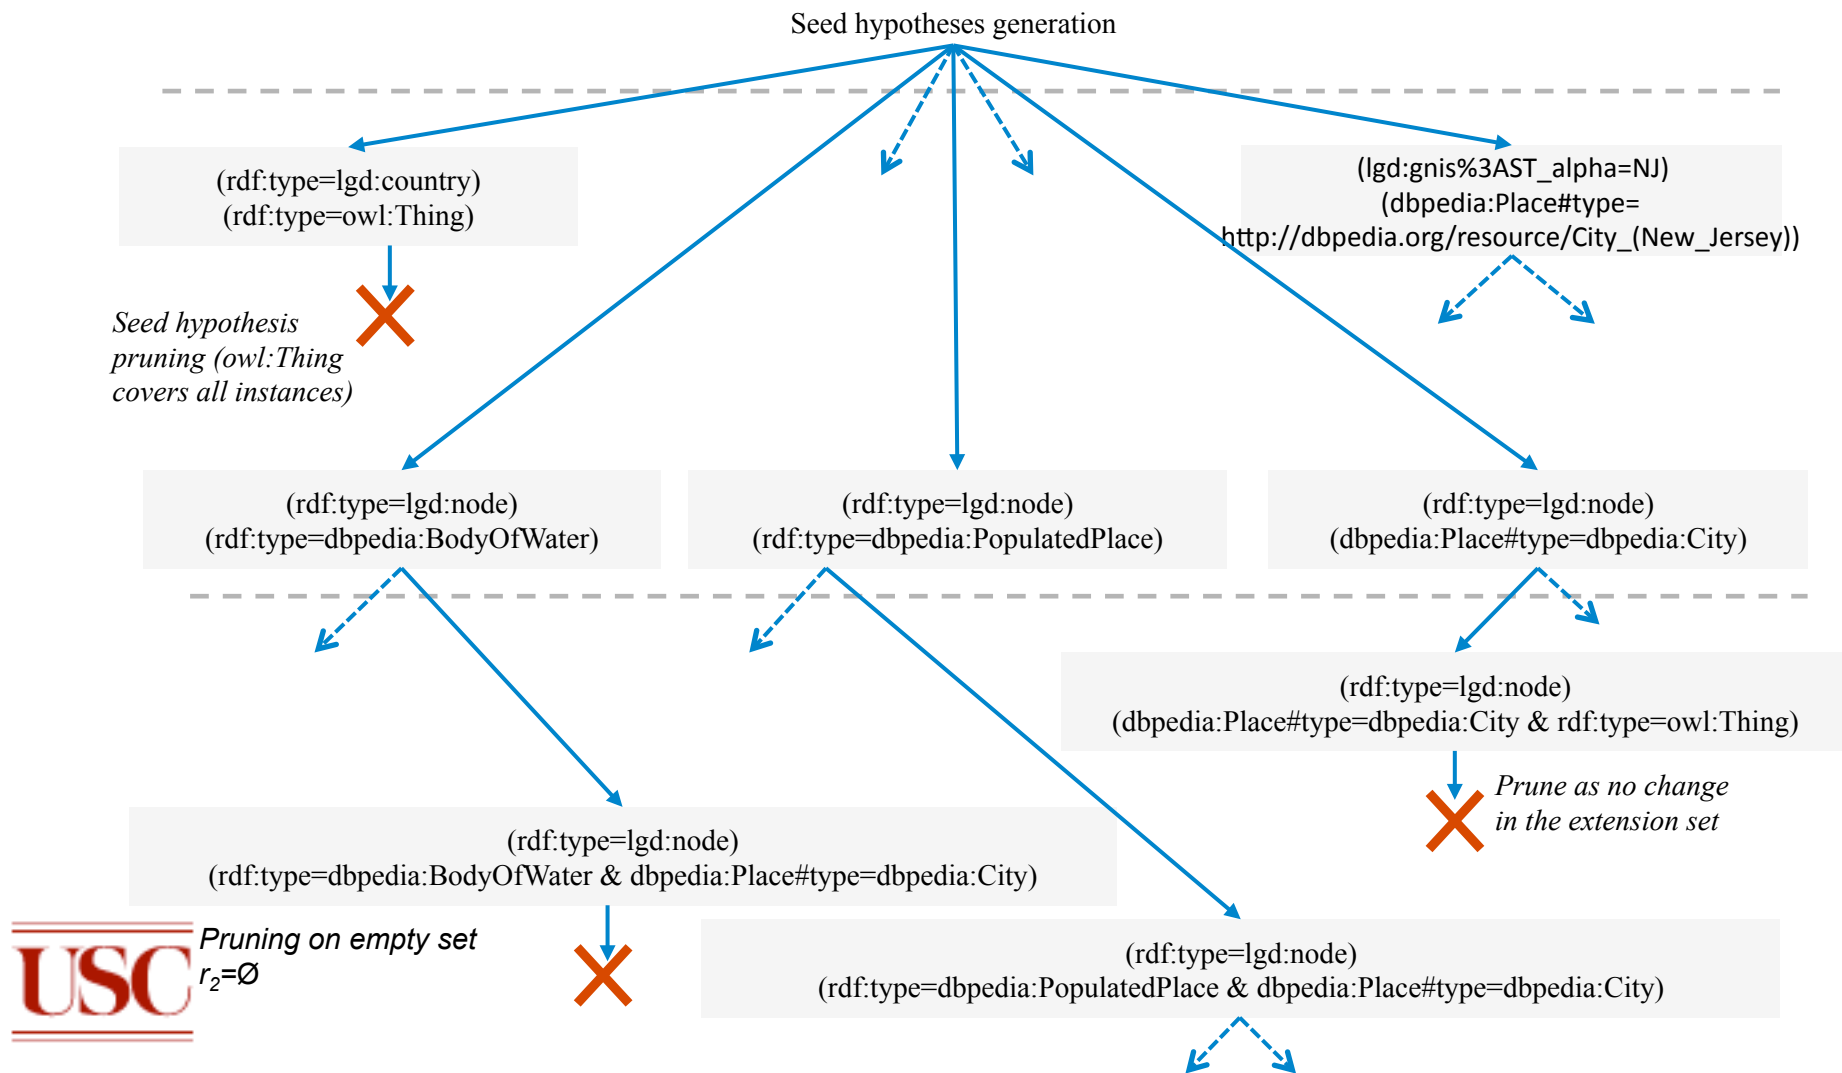 Seed hypotheses generation
(rdf:type=lgd:country)
(rdf:type=owl:Thing)
(lgd:gnis%3AST_alpha=NJ)
(dbpedia:Place#type=
http://dbpedia.org/resource/City_(New_Jersey))
Seed hypothesis
pruning (owl:Thing
covers all instances)
(rdf:type=lgd:node)
(rdf:type=dbpedia:BodyOfWater)
(rdf:type=lgd:node)
(rdf:type=dbpedia:PopulatedPlace)
(rdf:type=lgd:node)
(dbpedia:Place#type=dbpedia:City)
(rdf:type=lgd:node)
(dbpedia:Place#type=dbpedia:City & rdf:type=owl:Thing)
Prune as no change
in the extension set
(rdf:type=lgd:node)
(rdf:type=dbpedia:BodyOfWater & dbpedia:Place#type=dbpedia:City)
USC
Pruning on empty set
r2=Ø
(rdf:type=lgd:node)
(rdf:type=dbpedia:PopulatedPlace & dbpedia:Place#type=dbpedia:City)